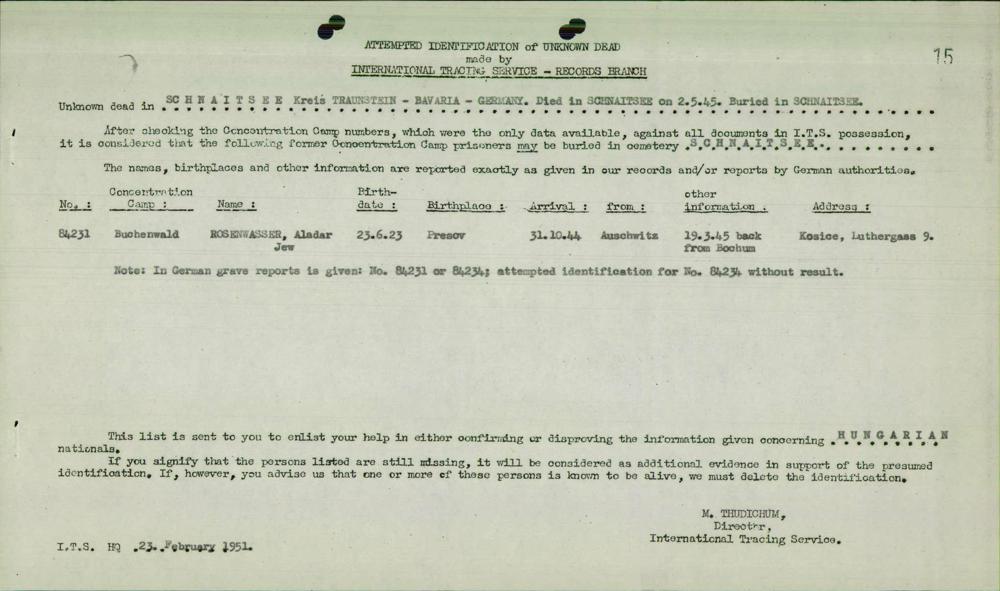 ATTEMPTED IDENTIFICATION of UNKNOWN DEAD
made by
INTERNATIONAL TRACING SERVICE - RECORDS BRANCH
15
Unknown dead in SCHNAITSEE Kreis TRAUNSTEIN - BAVARIA - GERMANY. Died in SCHNAITSEE on 2.5.45. Buried in SCHNAITSEE.
After checking the Concentration Camp numbers, which were the only data available, against all documents in I.T.S. possession,
it is considered that the following former Concentration Camp prisoners may be buried in cemetery .S.C.H.N.A.I.T.S.E.E.
The names, birthplaces and other information are reported exactly as given in our records and/or reports by German authorities.
Concentration Birth- other
No. : Camp : Name : date : Birthplace : Arrival : from : information : Address :
84231 Buchenwald ROSENWASSER, Aladar 23.6.23 Presov 31.10.44 Auschwitz 19.3.45 back Kosice, Luthergass 9.
Jew from Bochum
Note: In German grave reports is given: No. 84231 or 84234; attempted identification for No. 84234 without result.
This list is sent to you to enlist your help in either confirming or disproving the information given concerning HUNGARIAN
nationals.
If you signify that the persons listed are still missing, it will be considered as additional evidence in support of the presumed
identification. If, however, you advise us that one or more of these persons is known to be alive, we must delete the identification.
M. THUDICHUM,
Director,
International Tracing Service.
I.T.S. HQ .23. February 1951.